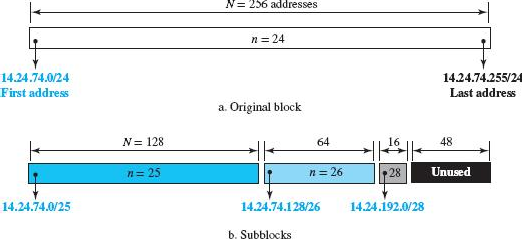 N = 256 addresses
n = 24
14.24.74.0/24
First address
14.24.74.255/24
Last address
a. Original block
N = 128
64
16
48
n = 25
n = 26
28
Unused
14.24.74.0/25
14.24.74.128/26
14.24.192.0/28
b. Subblocks